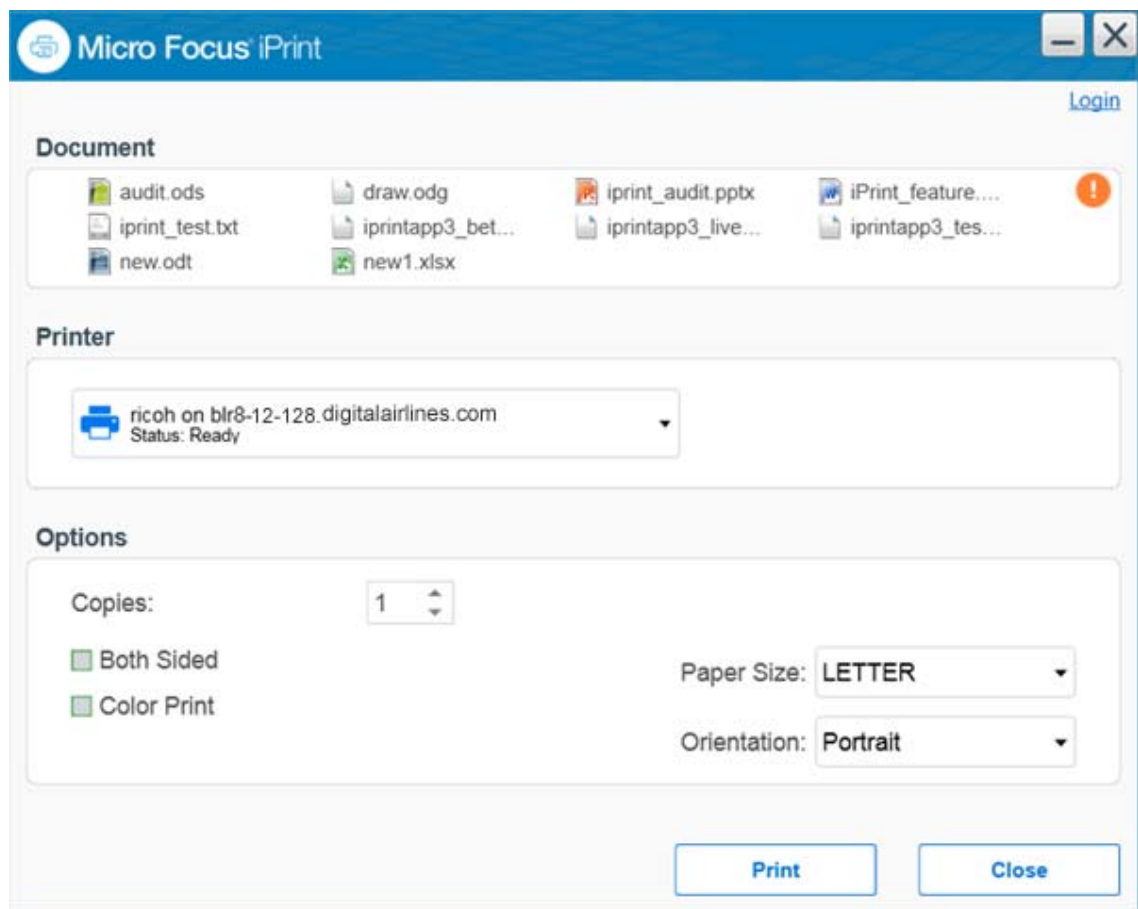 Micro Focus iPrint
Login
Document
audit.ods draw.odg iprint_audit.pptx iPrint_feature....
iprint_test.txt iprintapp3_bet... iprintapp3_live... iprintapp3_tes...
new.odt new1.xlsx
Printer
ricoh on blr8-12-128.digitalairlines.com
Status: Ready
Options
Copies: 1
Both Sided
Paper Size: LETTER
Color Print
Orientation: Portrait
Print Close